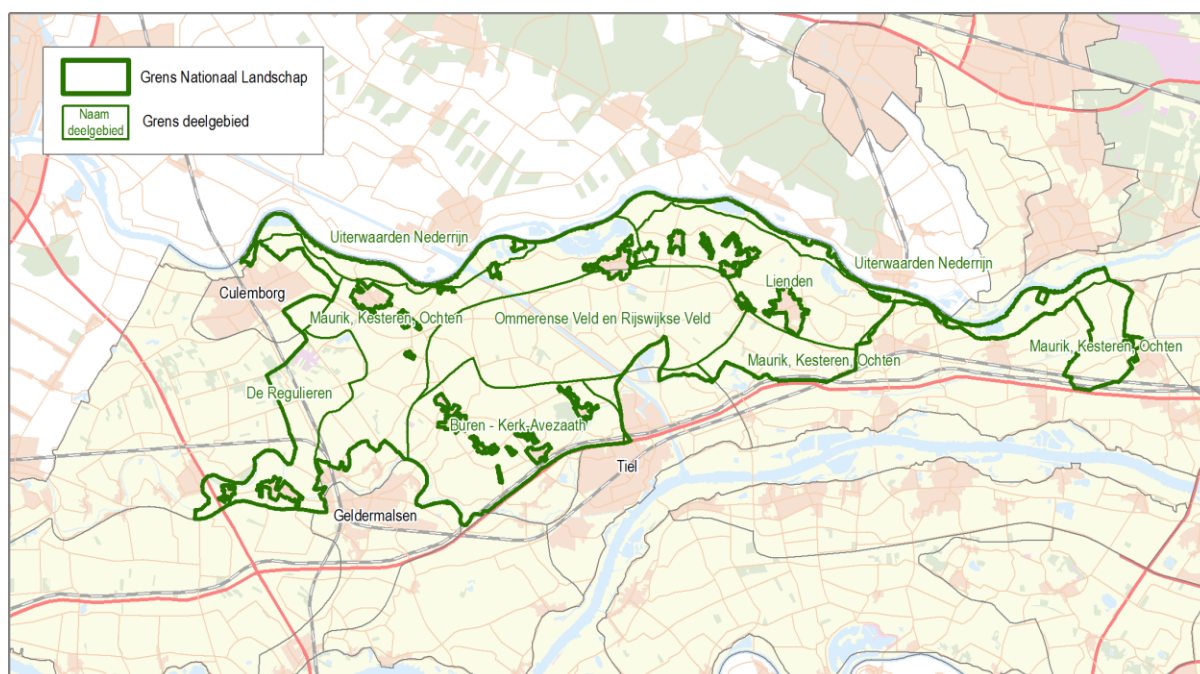 Grens Nationaal Landschap
Naam
deelgebied
Grens deelgebied
Uiterwaarden Nederrijn
Uiterwaarden Nederrijn
Lienden
Culemborg
Maurik, Kesteren, Ochten
Ommerense Veld en Rijswijkse Veld
Maurik, Kesteren, Ochten
Maurik, Kesteren, Ochten
De Regulieren
Buren - Kerk-Avezaath
Tiel
Geldermalsen